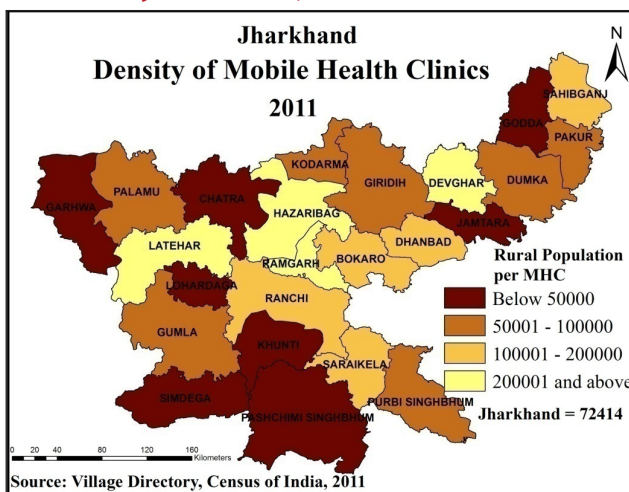 Jharkhand
Density of Mobile Health Clinics
2011
N
SAHIBGANJ
GODDA
PAKUR
KODARMA
GARHWA
PALAMU
CHATRA
GIRIDIH
DEVGHAR
DUMKA
HAZARIBAG
JAMTARA
LATEHAR
DHANBAD
RAMGARH
BOKARO
LOHARDAGA
RANCHI
GUMLA
KHUNTI
SARAIKELA
SIMDEGA
PASHCHIMI SINGHBHUM
PURBI SINGHBHUM
Rural Population
per MHC
Below 50000
50001 - 100000
100001 - 200000
200001 and above
Jharkhand = 72414
0 20 40 80 120 160
Kilometers
Source: Village Directory, Census of India, 2011